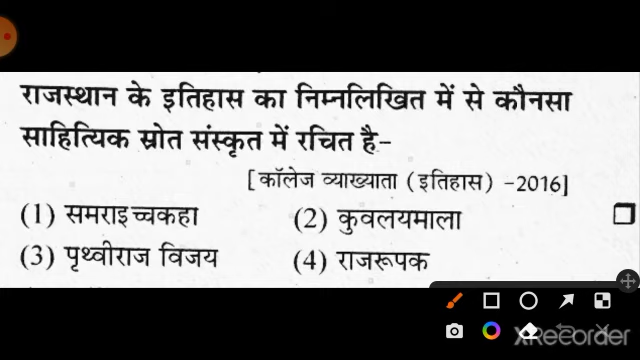 राजस्थान के इतिहास का निम्नलिखित में से कौनसा
साहित्यिक स्रोत संस्कृत में रचित है-
[कॉलेज व्याख्याता (इतिहास) -2016]
(1) समराइच्चकहा (2) कुवलयमाला
(3) पृथ्वीराज विजय (4) राजरूपक
XRecorder